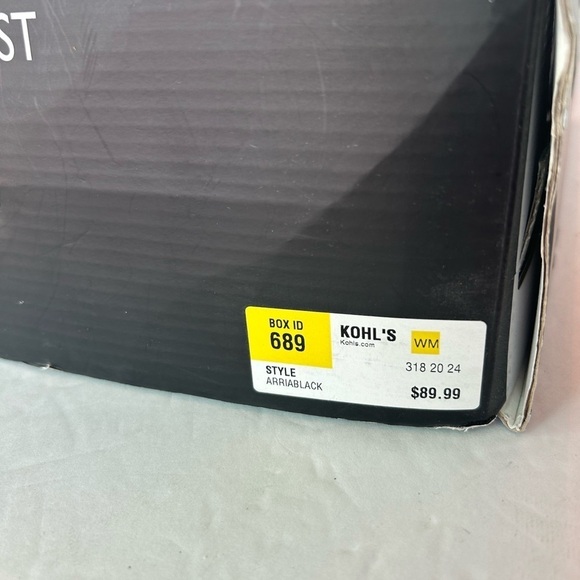 ST
BOX ID
689
KOHL'S
Kohls.com
WM
STYLE
ARRIABLACK
318 20 24
$89.99